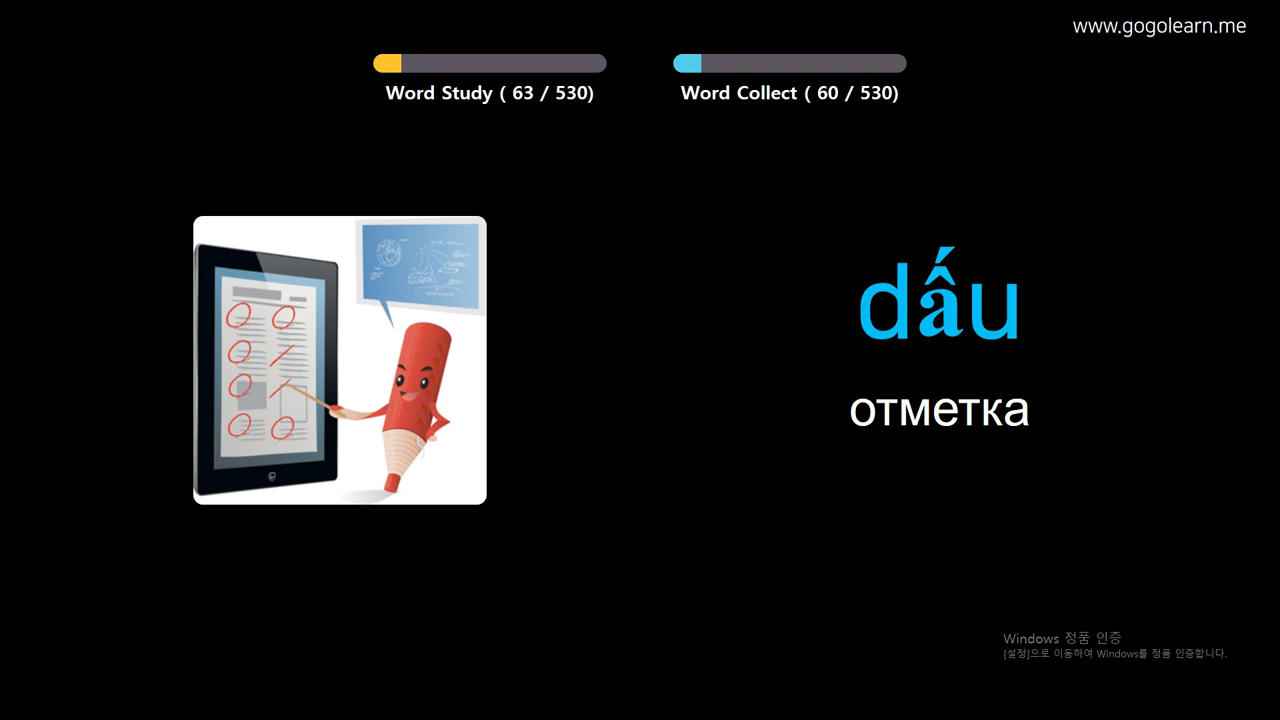 www.gogolearn.me
Word Study ( 63 / 530)
Word Collect ( 60 / 530)
dấu
отметка
Windows 정품 인증
[설정]으로 이동하여 Windows를 정품 인증합니다.